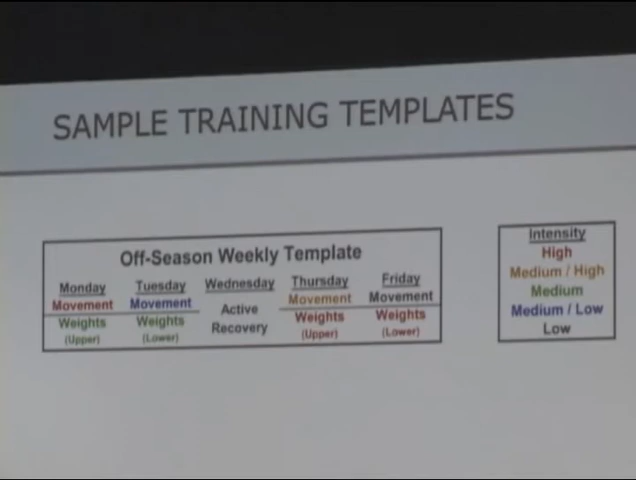 SAMPLE TRAINING TEMPLATES
Off-Season Weekly Template
Monday Tuesday Wednesday Thursday Friday
Movement Movement Active Recovery Movement Movement
Weights Weights Weights Weights
(Upper) (Lower) (Upper) (Lower)
Intensity
High
Medium / High
Medium
Medium / Low
Low